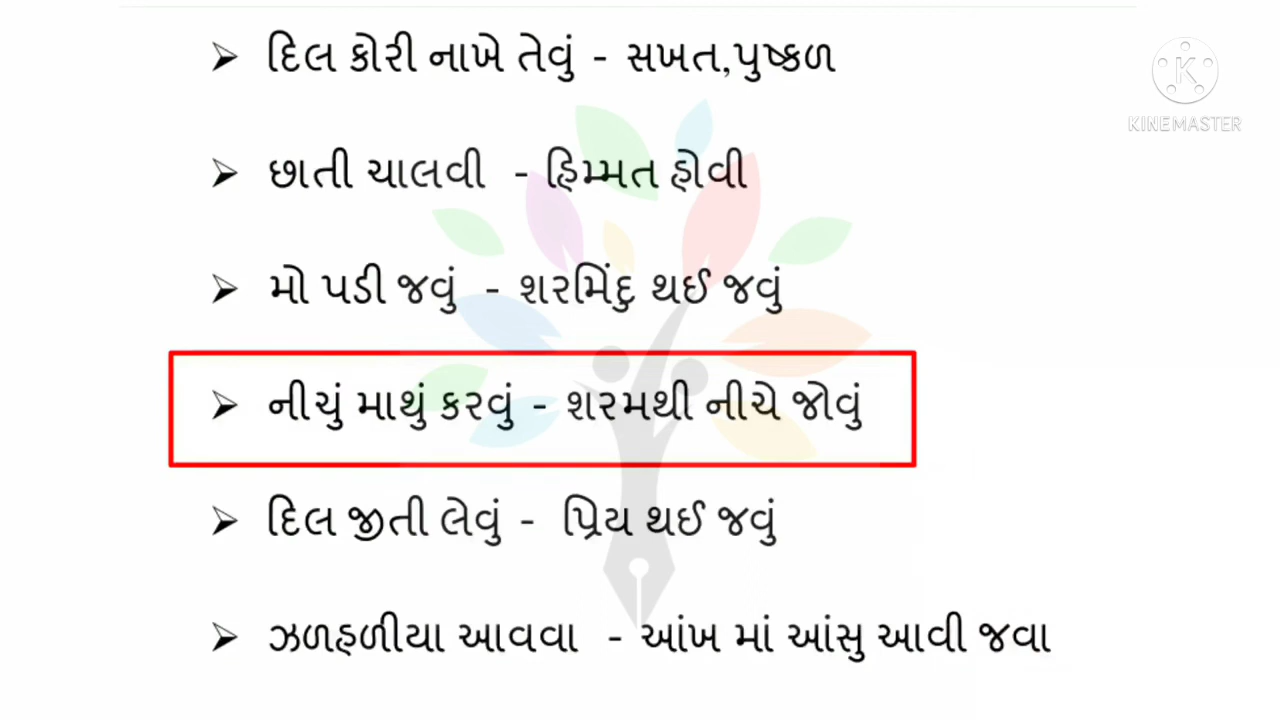 ➢ દિલ કોરી નાખે તેવું - સખત,પુષ્કળ
K
KINEMASTER
➢ છાતી ચાલવી - હિમ્મત હોવી
➢ મો પડી જવું - શરમિંદુ થઈ જવું
➢ નીચું માથું કરવું - શરમથી નીચે જોવું
➢ દિલ જીતી લેવું - પ્રિય થઈ જવું
➢ ઝળહળીયા આવવા - આંખ માં આંસુ આવી જવા